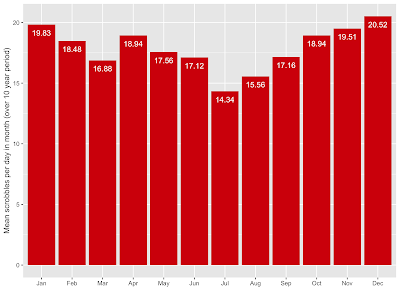 Mean scrobbles per day in month (over 10 year period)
20
15
10
5
0
19.83
18.48
16.88
18.94
17.56
17.12
14.34
15.56
17.16
18.94
19.51
20.52
Jan
Feb
Mar
Apr
May
Jun
Jul
Aug
Sep
Oct
Nov
Dec